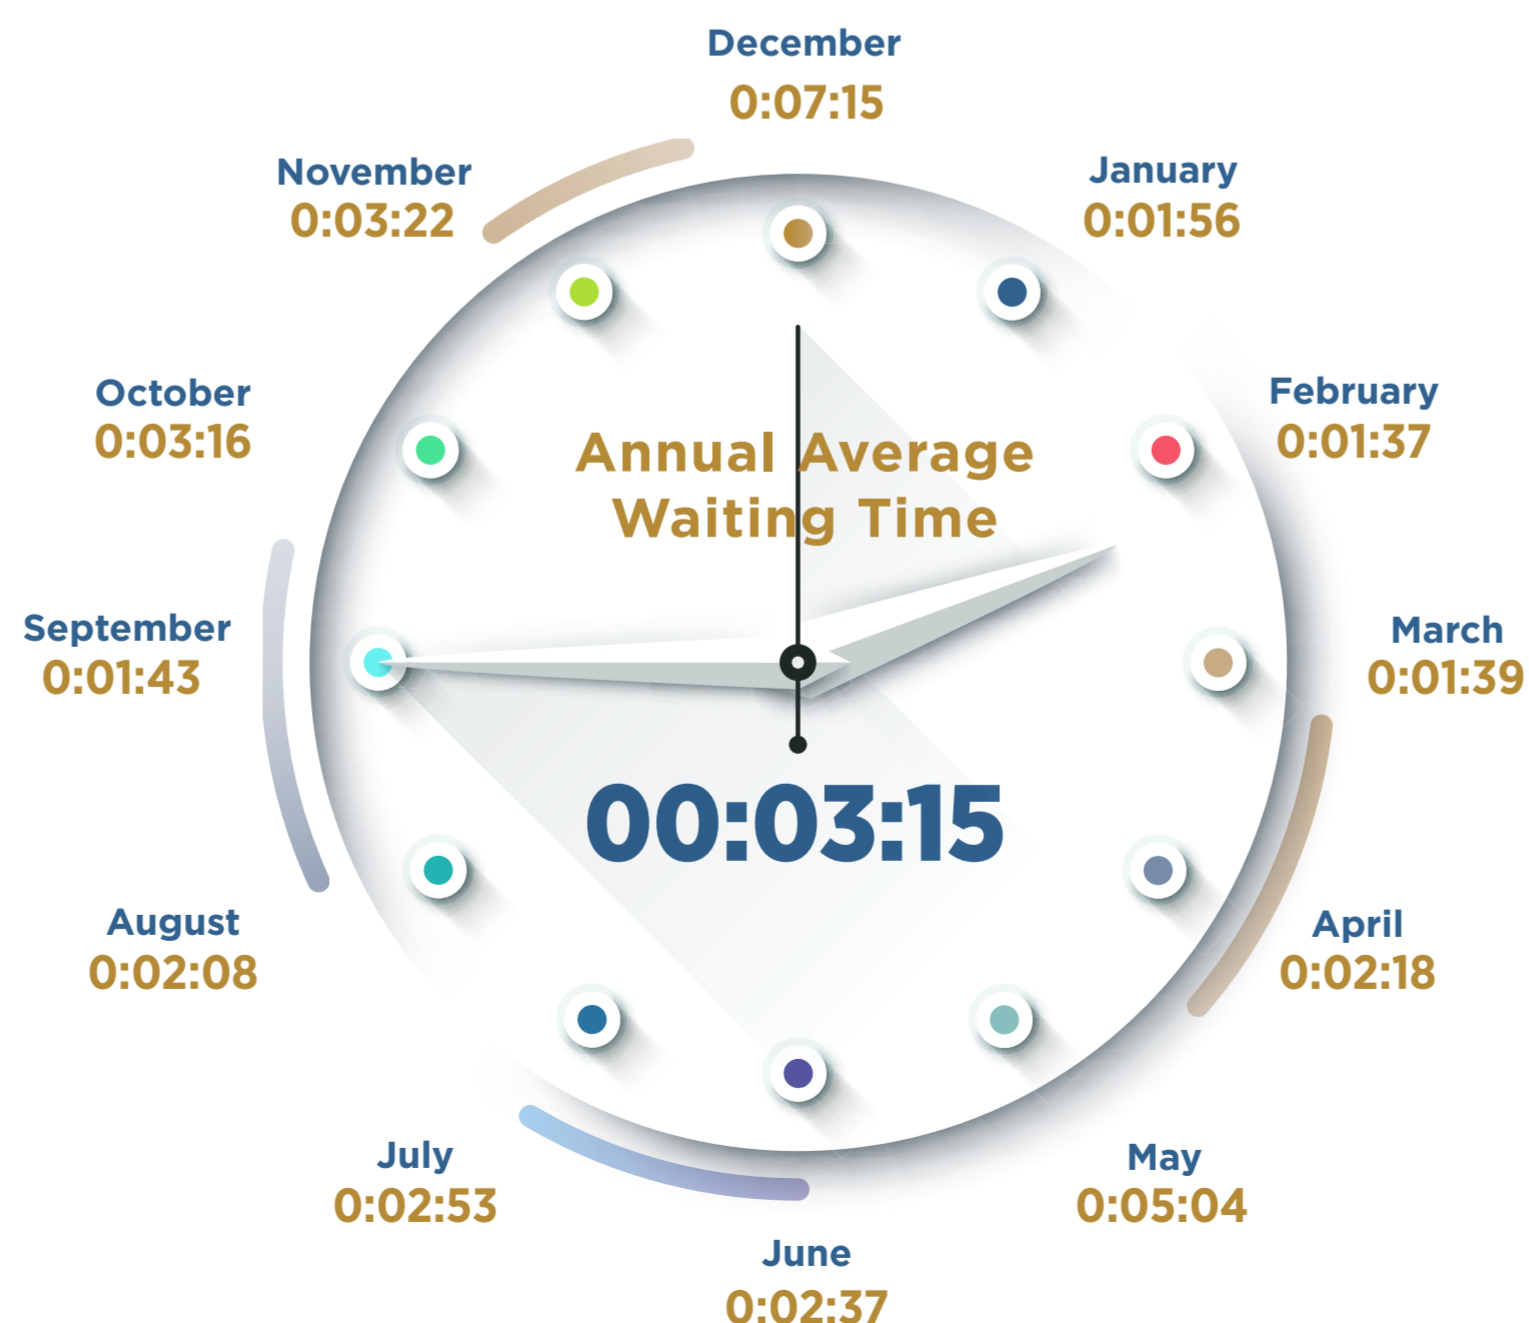 December
0:07:15
January
0:01:56
February
0:01:37
March
0:01:39
April
0:02:18
May
0:05:04
June
0:02:37
July
0:02:53
August
0:02:08
September
0:01:43
October
0:03:16
November
0:03:22
Annual Average
Waiting Time
00:03:15